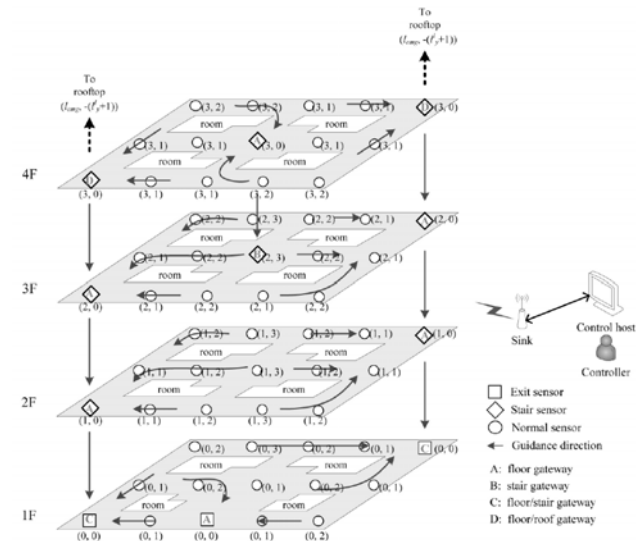 To
rooftop
To
rooftop
(3, 2) (3, 2) (3, 1) (3, 1) D (3, 0)
room room
(3, 1) (3, 1) A (3, 0) (3, 1)
room room
4F
D
(3, 0) (3, 1) (3, 1) (3, 2) (3, 2)
(2, 2) (2, 3) (2, 2) (2, 1) A (2, 0)
room room
(2, 1) (2, 2) B (2, 3) (2, 2) (2, 1)
room room
3F
A
(2, 0) (2, 1) (2, 2) (2, 1) (2, 2)
(1, 2) (1, 3) (1, 2) (1, 1) A (1, 0)
room room
(1, 1) (1, 2) (1, 3) (1, 2) (1, 1)
room room
2F
A
(1, 0) (1, 1) (1, 2) (1, 3) (1, 2)
(0, 2) (0, 3) (0, 2) (0, 1) C (0, 0)
room room
(0, 1) (0, 2) (0, 1) (0, 2) (0, 1)
room room
1F
C A
(0, 0) (0, 1) (0, 0) (0, 1) (0, 2)
Sink
Control host
Controller
Exit sensor
Stair sensor
Normal sensor
Guidance direction
A: floor gateway
B: stair gateway
C: floor/stair gateway
D: floor/roof gateway